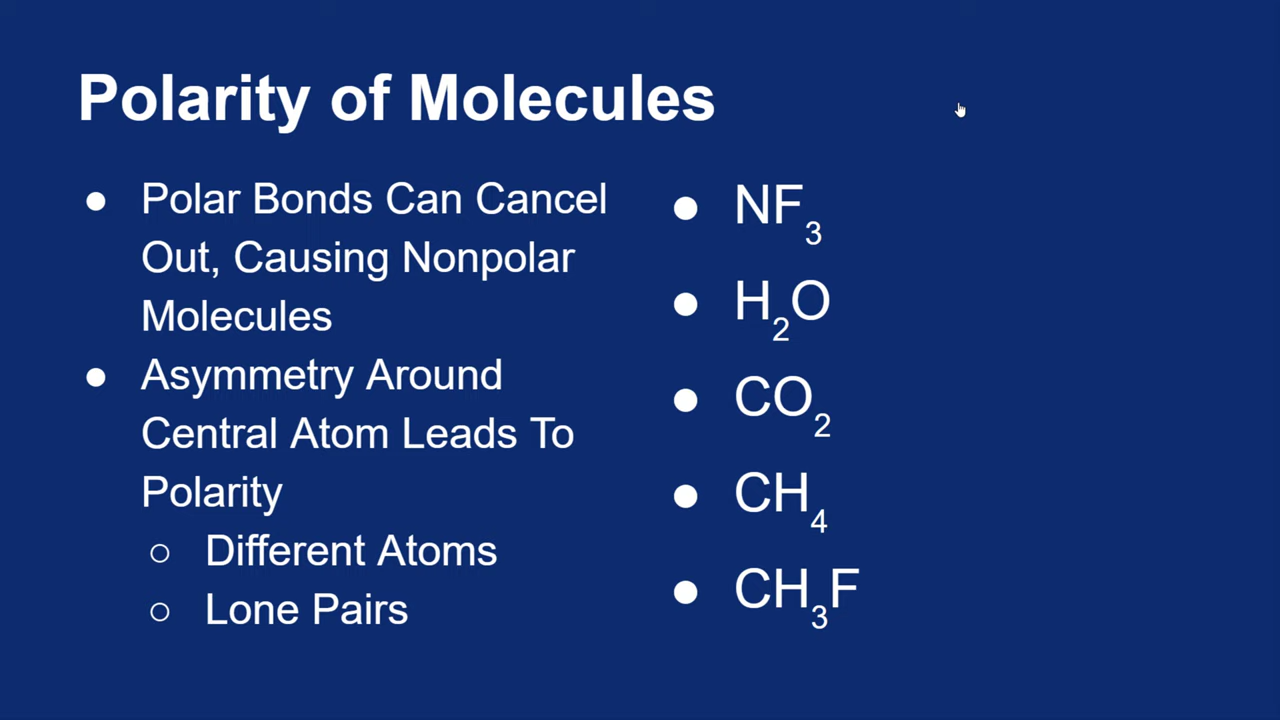 Polarity of Molecules
● Polar Bonds Can Cancel
Out, Causing Nonpolar
Molecules
● Asymmetry Around
Central Atom Leads To
Polarity
○ Different Atoms
○ Lone Pairs
● NF₃
● H₂O
● CO₂
● CH₄
● CH₃F